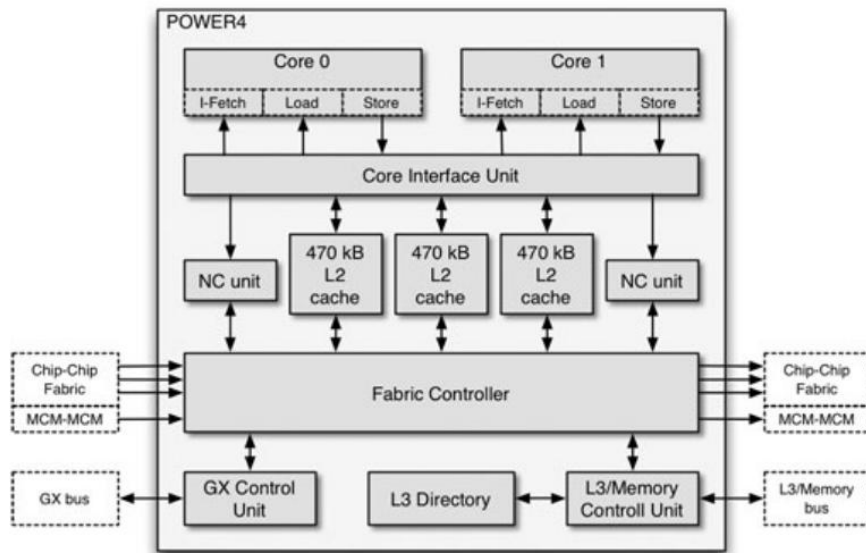 POWER4
Core 0
Core 1
I-Fetch
Load
Store
I-Fetch
Load
Store
Core Interface Unit
NC unit
470 kB
L2
cache
470 kB
L2
cache
470 kB
L2
cache
NC unit
Chip-Chip
Fabric
MCM-MCM
Fabric Controller
Chip-Chip
Fabric
MCM-MCM
GX bus
GX Control
Unit
L3 Directory
L3/Memory
Controll Unit
L3/Memory
bus